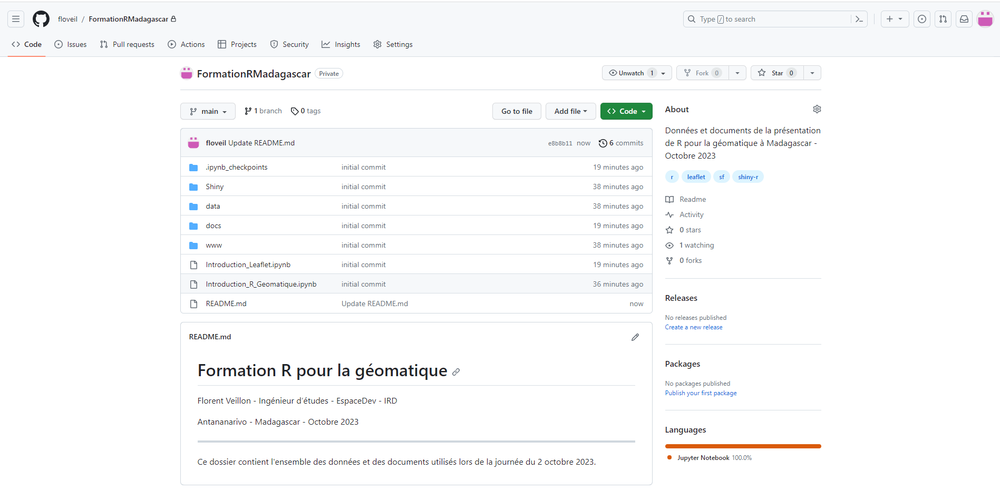 floveil / FormationRMadagascar
Type / to search
Code Issues Pull requests Actions Projects Security Insights Settings
FormationRMadagascar Private
Unwatch 1 Fork 0 Star 0
main 1 branch 0 tags
Go to file Add file Code
floveil Update README.md e8b8b11 now 6 commits
.ipynb_checkpoints initial commit 19 minutes ago
Shiny initial commit 38 minutes ago
data initial commit 38 minutes ago
docs initial commit 19 minutes ago
www initial commit 38 minutes ago
Introduction_Leaflet.ipynb initial commit 19 minutes ago
Introduction_R_Geomatique.ipynb initial commit 36 minutes ago
README.md Update README.md now
README.md
Formation R pour la géomatique
Florent Veillon - Ingénieur d'études - EspaceDev - IRD
Antananarivo - Madagascar - Octobre 2023
Ce dossier contient l'ensemble des données et des documents utilisés lors de la journée du 2 octobre 2023.
About
Données et documents de la présentation
de R pour la géomatique à Madagascar -
Octobre 2023
r leaflet sf shiny-r
Readme
Activity
0 stars
1 watching
0 forks
Releases
No releases published
Create a new release
Packages
No packages published
Publish your first package
Languages
Jupyter Notebook 100.0%